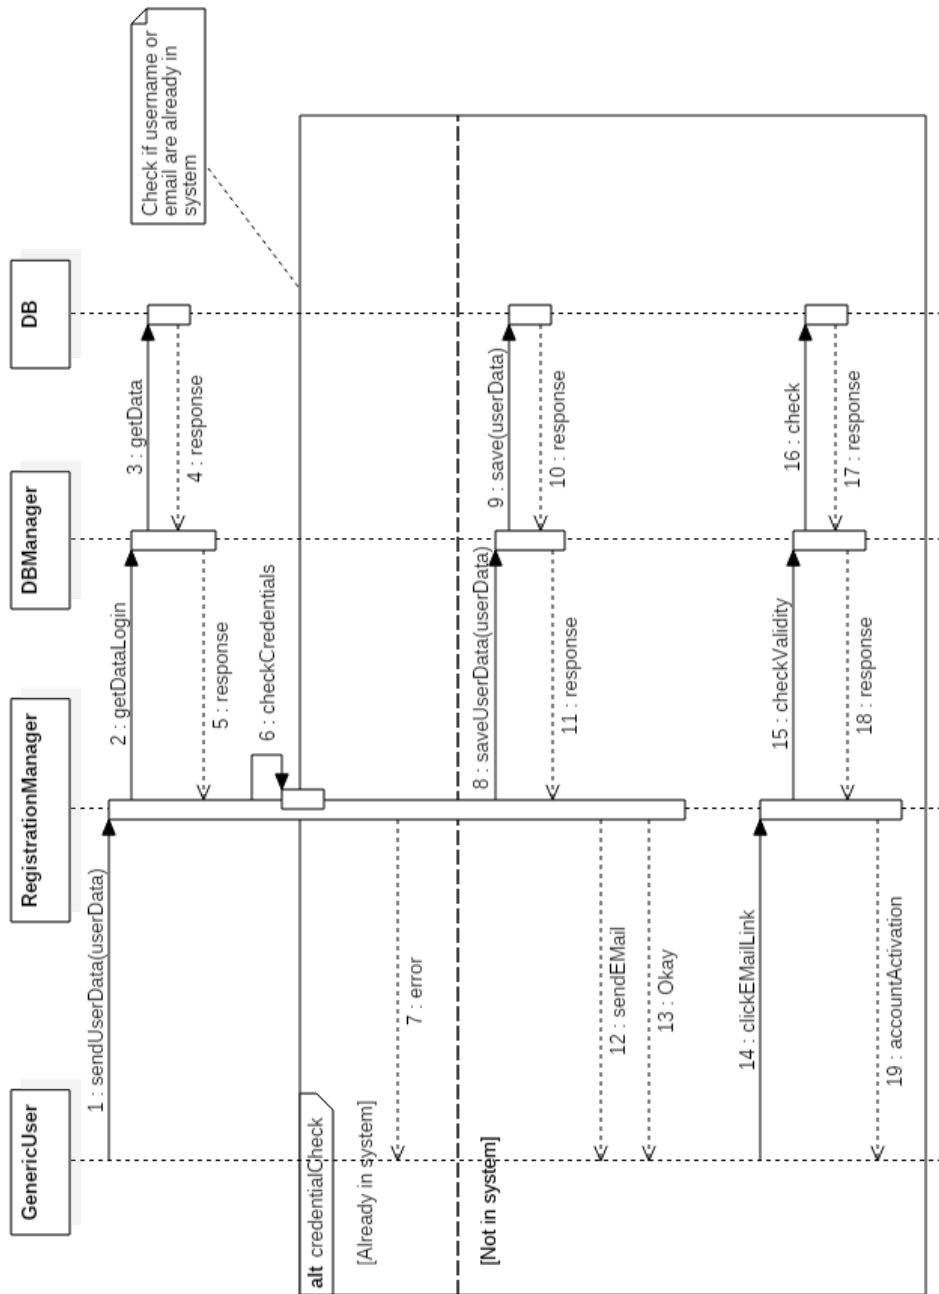 GenericUser
RegistrationManager
DBManager
DB
1 : sendUserData(userData)
2 : getDataLogin
3 : getData
4 : response
5 : response
6 : checkCredentials
Check if username or
email are already in
system
alt credentialCheck
[Already in system]
7 : error
[Not in system]
8 : saveUserData(userData)
9 : save(userData)
10 : response
11 : response
12 : sendEMail
13 : Okay
14 : clickEMailLink
15 : checkValidity
16 : check
17 : response
18 : response
19 : accountActivation